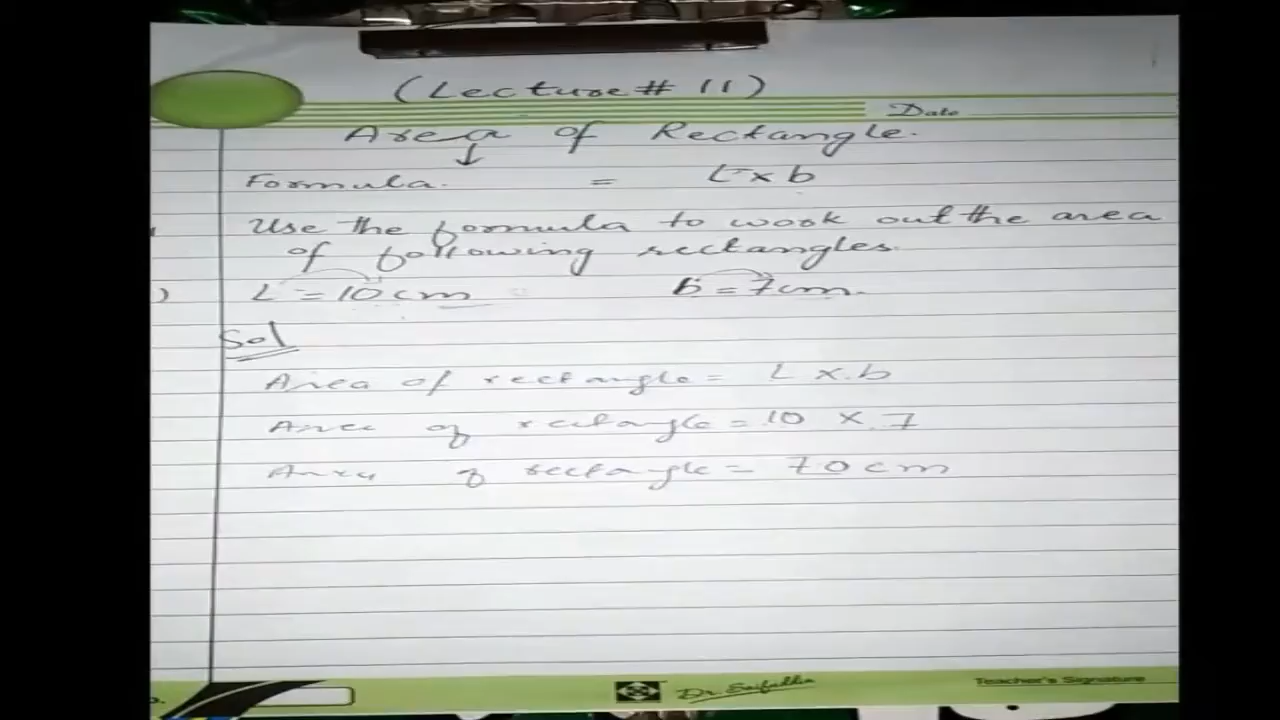 (Lecture # 11)
Date
Area of Rectangle.
Formula. = L x b
Use the formula to work out the area
of following rectangles.
) L = 10 cm b = 7 cm.
Sol
Area of rectangle = L x b
Area of rectangle = 10 x 7
Area of rectangle = 70 cm
Dr. Saifullia
Teacher's Signature